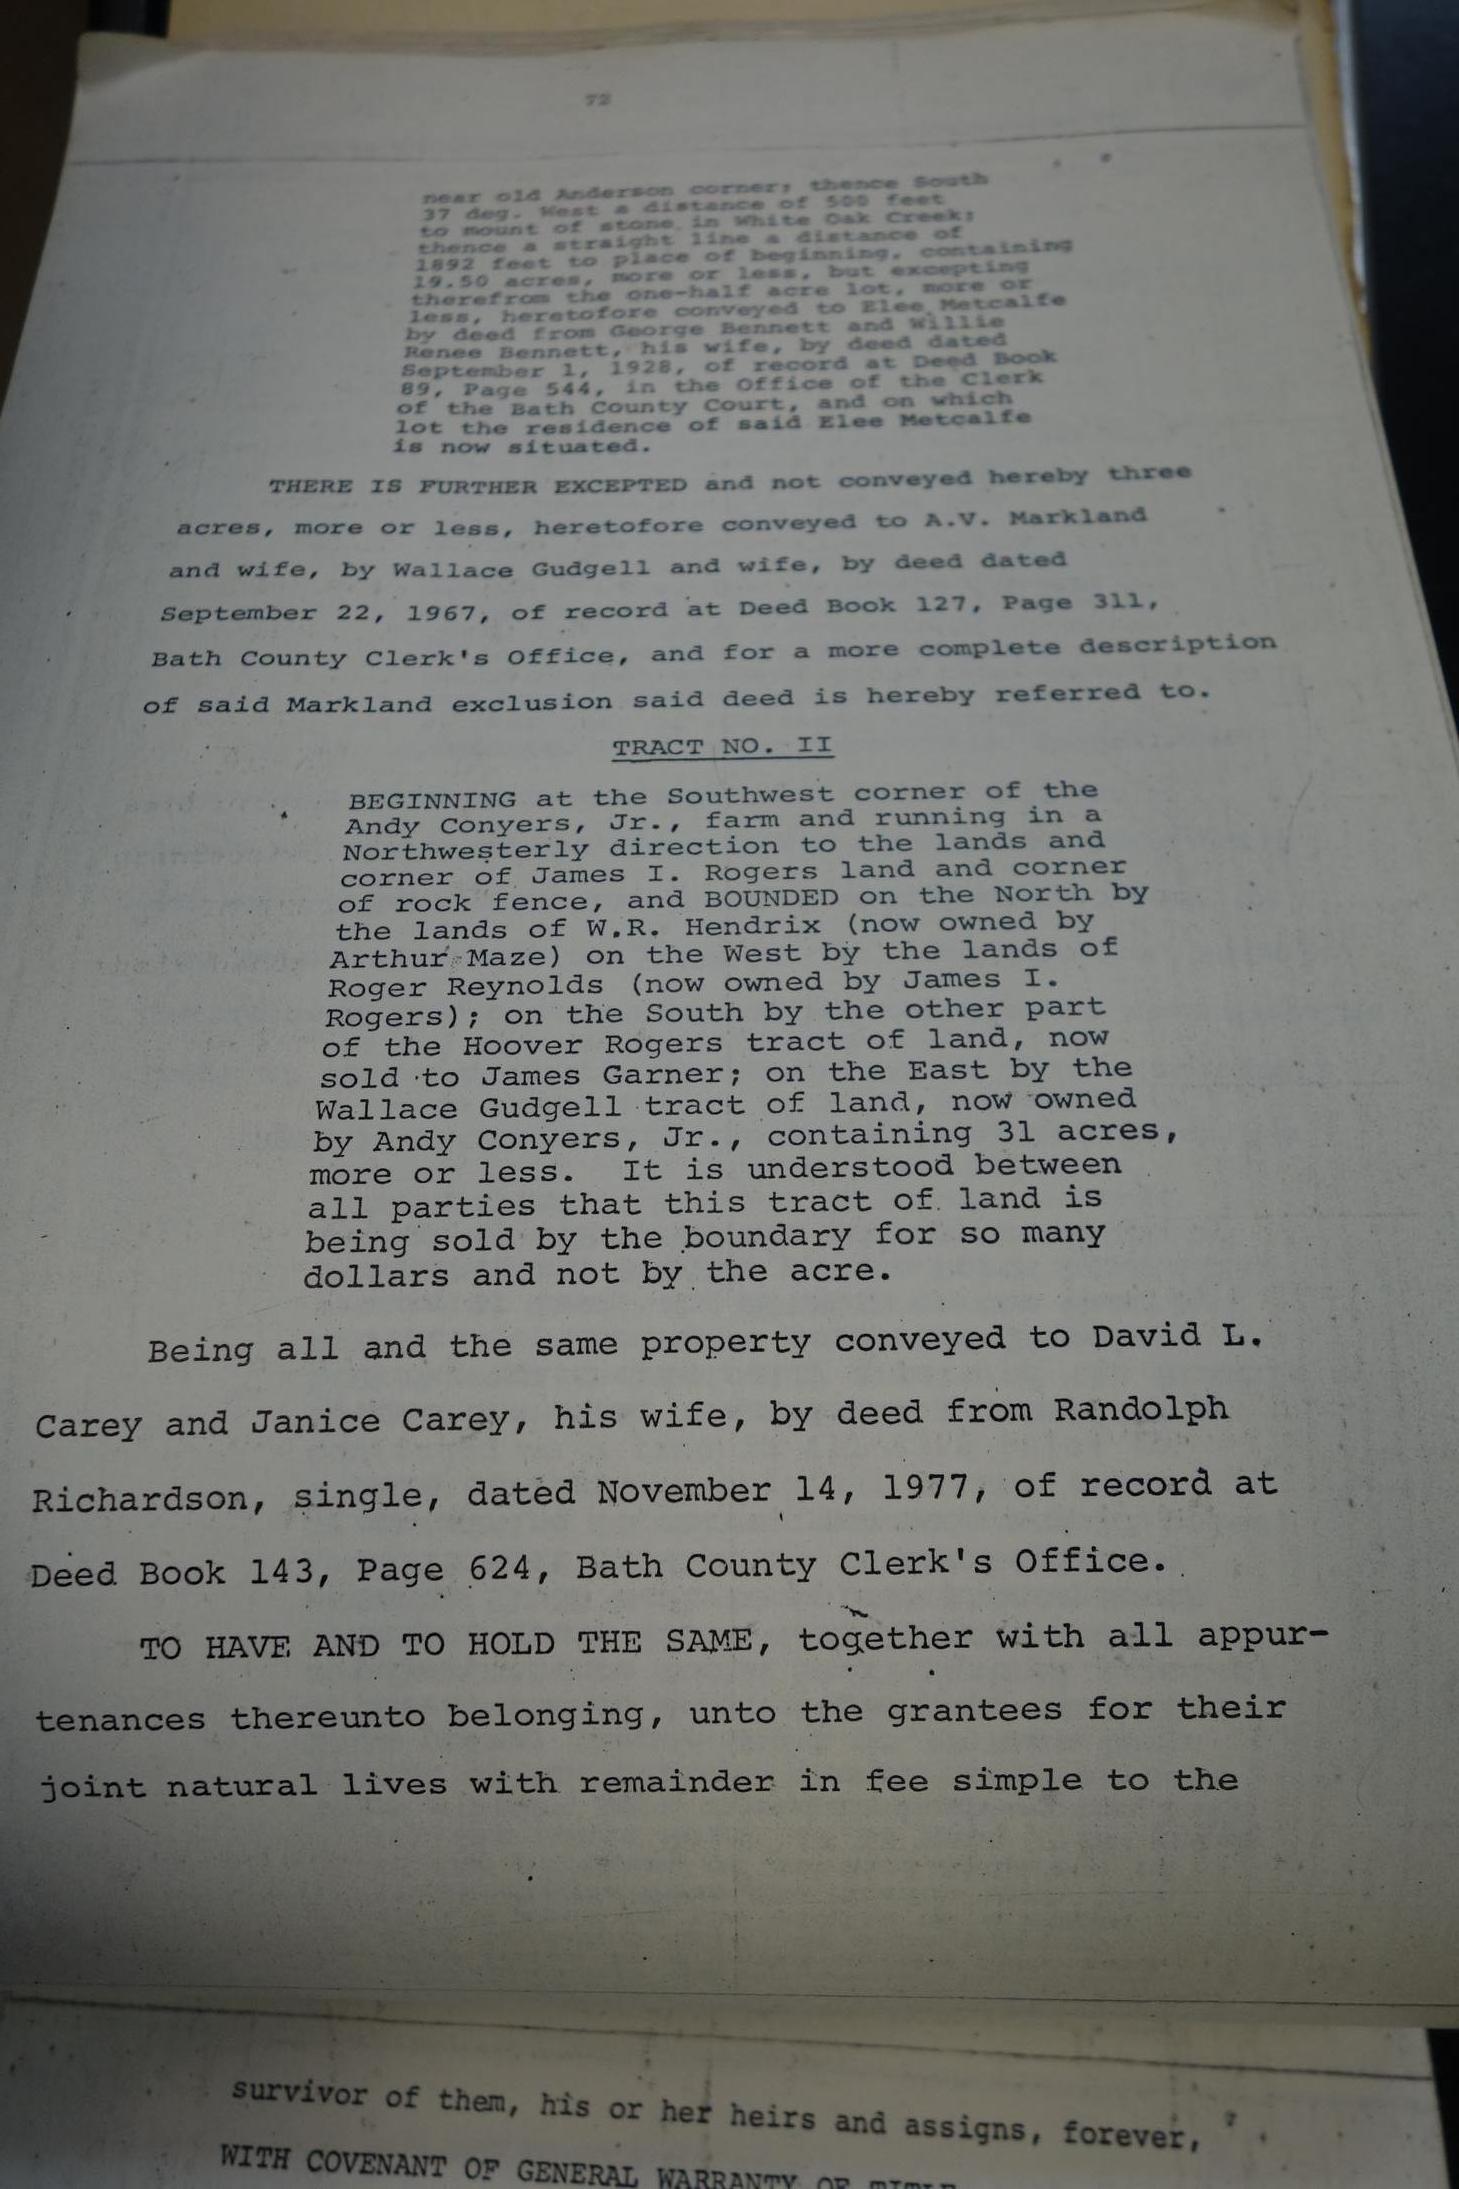 72
near old Anderson corner; thence South
37 deg. West a distance of 500 feet
to mount of stone in White Oak Creek;
thence a straight line a distance of
1892 feet to place of beginning, containing
19.50 acres, more or less, but excepting
therefrom the one-half acre lot, more or
less, heretofore conveyed to Elee Metcalfe
by deed from George Bennett and Willie
Renee Bennett, his wife, by deed dated
September 1, 1928, of record at Deed Book
89, Page 544, in the Office of the Clerk
of the Bath County Court, and on which
lot the residence of said Elee Metcalfe
is now situated.
THERE IS FURTHER EXCEPTED and not conveyed hereby three
acres, more or less, heretofore conveyed to A.V. Markland
and wife, by Wallace Gudgell and wife, by deed dated
September 22, 1967, of record at Deed Book 127, Page 311,
Bath County Clerk's Office, and for a more complete description
of said Markland exclusion said deed is hereby referred to.
TRACT NO. II
BEGINNING at the Southwest corner of the
Andy Conyers, Jr., farm and running in a
Northwesterly direction to the lands and
corner of James I. Rogers land and corner
of rock fence, and BOUNDED on the North by
the lands of W.R. Hendrix (now owned by
Arthur Maze) on the West by the lands of
Roger Reynolds (now owned by James I.
Rogers); on the South by the other part
of the Hoover Rogers tract of land, now
sold to James Garner; on the East by the
Wallace Gudgell tract of land, now owned
by Andy Conyers, Jr., containing 31 acres,
more or less. It is understood between
all parties that this tract of land is
being sold by the boundary for so many
dollars and not by the acre.
Being all and the same property conveyed to David L.
Carey and Janice Carey, his wife, by deed from Randolph
Richardson, single, dated November 14, 1977, of record at
Deed Book 143, Page 624, Bath County Clerk's Office.
TO HAVE AND TO HOLD THE SAME, together with all appur-
tenances thereunto belonging, unto the grantees for their
joint natural lives with remainder in fee simple to the
survivor of them, his or her heirs and assigns, forever,
WITH COVENANT OF GENERAL WARRANTY OF